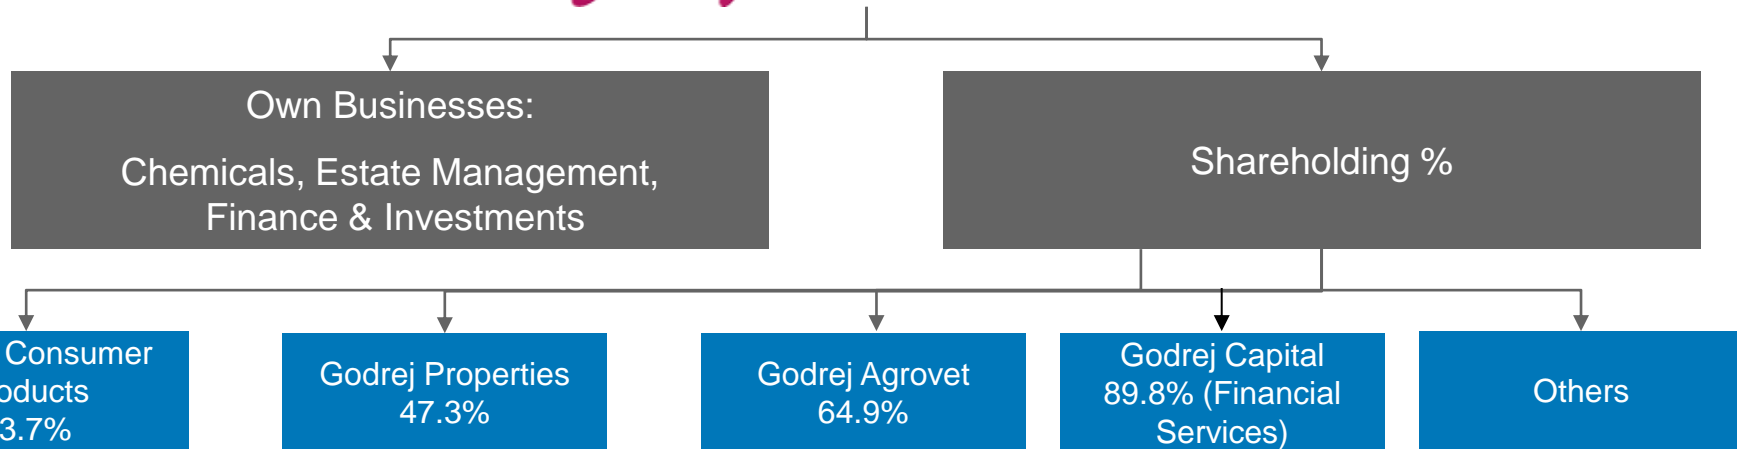 Own Businesses:
Chemicals, Estate Management,
Finance & Investments
Shareholding %
Consumer
oducts
3.7%
Godrej Properties
47.3%
Godrej Agrovet
64.9%
Godrej Capital
89.8% (Financial
Services)
Others